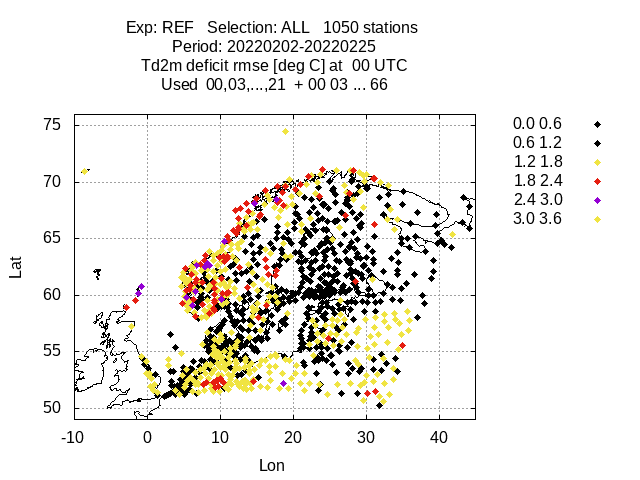 Exp: REF   Selection: ALL   1050 stations
Period: 20220202-20220225
Td2m deficit rmse [deg C] at  00 UTC
Used  00,03,...,21  + 00 03 ... 66
0.0 0.6
0.6 1.2
1.2 1.8
1.8 2.4
2.4 3.0
3.0 3.6
75
70
65
60
55
50
Lat
-10 0 10 20 30 40
Lon